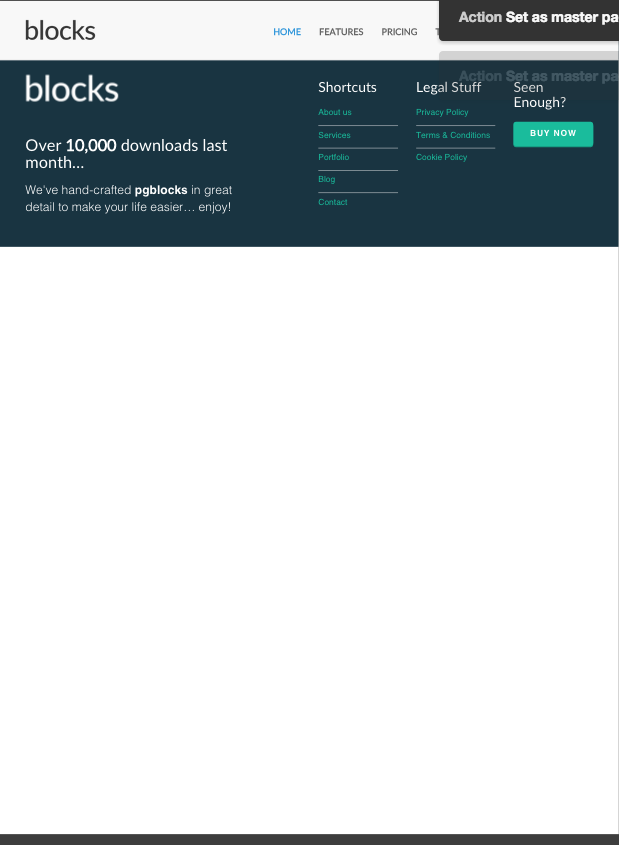 blocks
HOME FEATURES PRICING
Action Set as master pa
Action Set as master pa
blocks
Over 10,000 downloads last
month...
We've hand-crafted pgblocks in great
detail to make your life easier… enjoy!
Shortcuts
About us
Services
Portfolio
Blog
Contact
Legal Stuff
Privacy Policy
Terms & Conditions
Cookie Policy
Seen
Enough?
BUY NOW